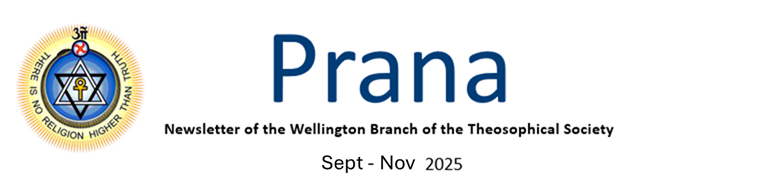 ॐ
THERE IS NO RELIGION HIGHER THAN TRUTH
Prana
Newsletter of the Wellington Branch of the Theosophical Society
Sept - Nov 2025